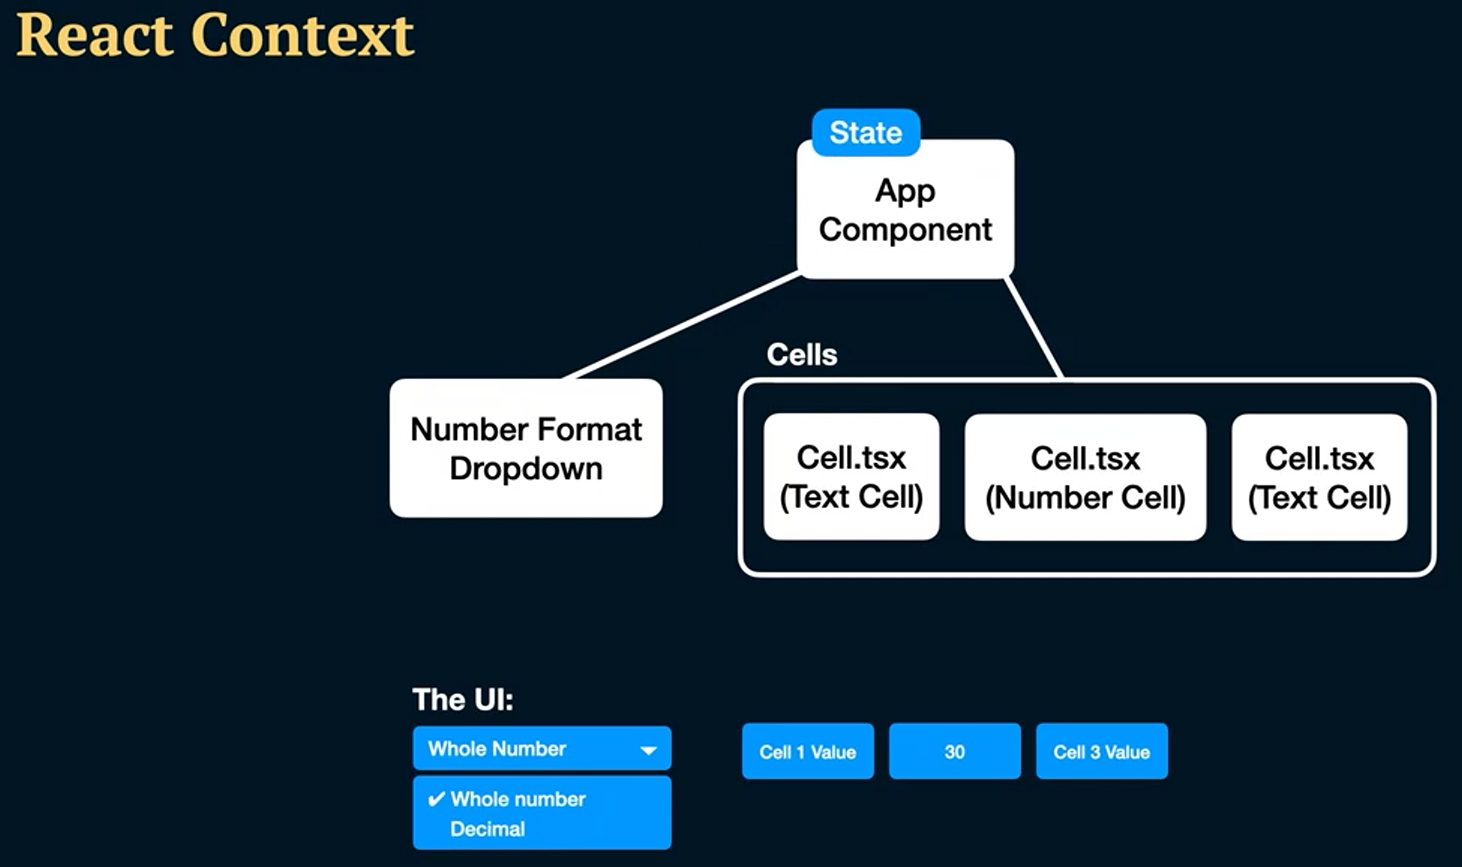 React Context
State
App
Component
Cells
Number Format
Dropdown
Cell.tsx
(Text Cell)
Cell.tsx
(Number Cell)
Cell.tsx
(Text Cell)
The UI:
Whole Number
✔ Whole number
Decimal
Cell 1 Value
30
Cell 3 Value